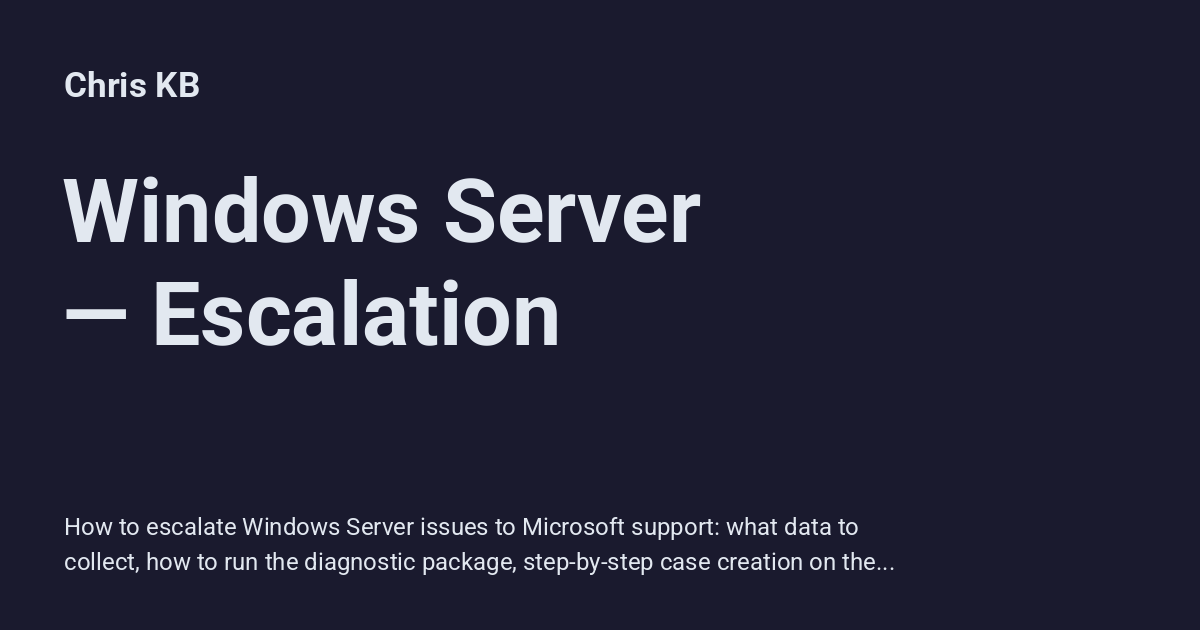 Chris KB
Windows Server
— Escalation
How to escalate Windows Server issues to Microsoft support: what data to
collect, how to run the diagnostic package, step-by-step case creation on the...